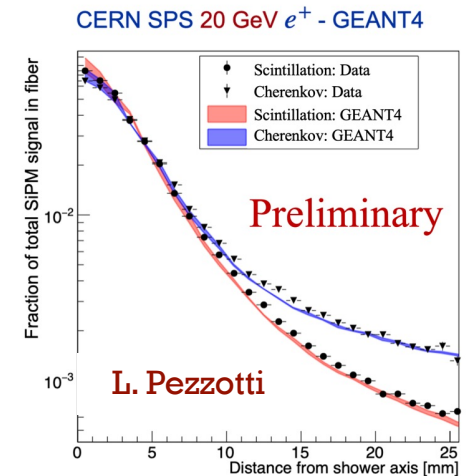 CERN SPS 20 GeV e⁺ - GEANT4
Scintillation: Data
Cherenkov: Data
Scintillation: GEANT4
Cherenkov: GEANT4
Preliminary
L. Pezzotti
Fraction of total SiPM signal in fiber
10⁻²
10⁻³
0 5 10 15 20 25
Distance from shower axis [mm]